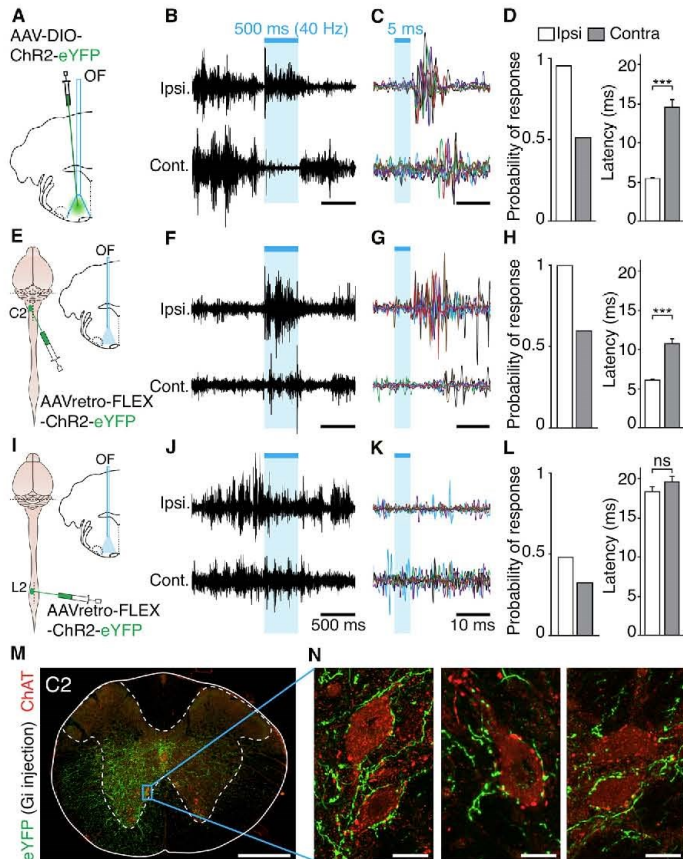 A
AAV-DIO-
ChR2-eYFP
OF
B
500 ms (40 Hz)
Ipsi.
Cont.
C
5 ms
D
Ipsi
Contra
Probability of response
1
0.5
0
Latency (ms)
20
15
10
5
0
***
E
OF
C2
AAVretro-FLEX
-ChR2-eYFP
F
Ipsi.
Cont.
G
H
Probability of response
1
0.5
0
Latency (ms)
20
15
10
5
0
***
I
OF
L2
AAVretro-FLEX
-ChR2-eYFP
J
Ipsi.
Cont.
500 ms
K
10 ms
L
Probability of response
1
0.5
0
Latency (ms)
20
15
10
5
0
ns
M
C2
eYFP (Gi injection) ChAT
N